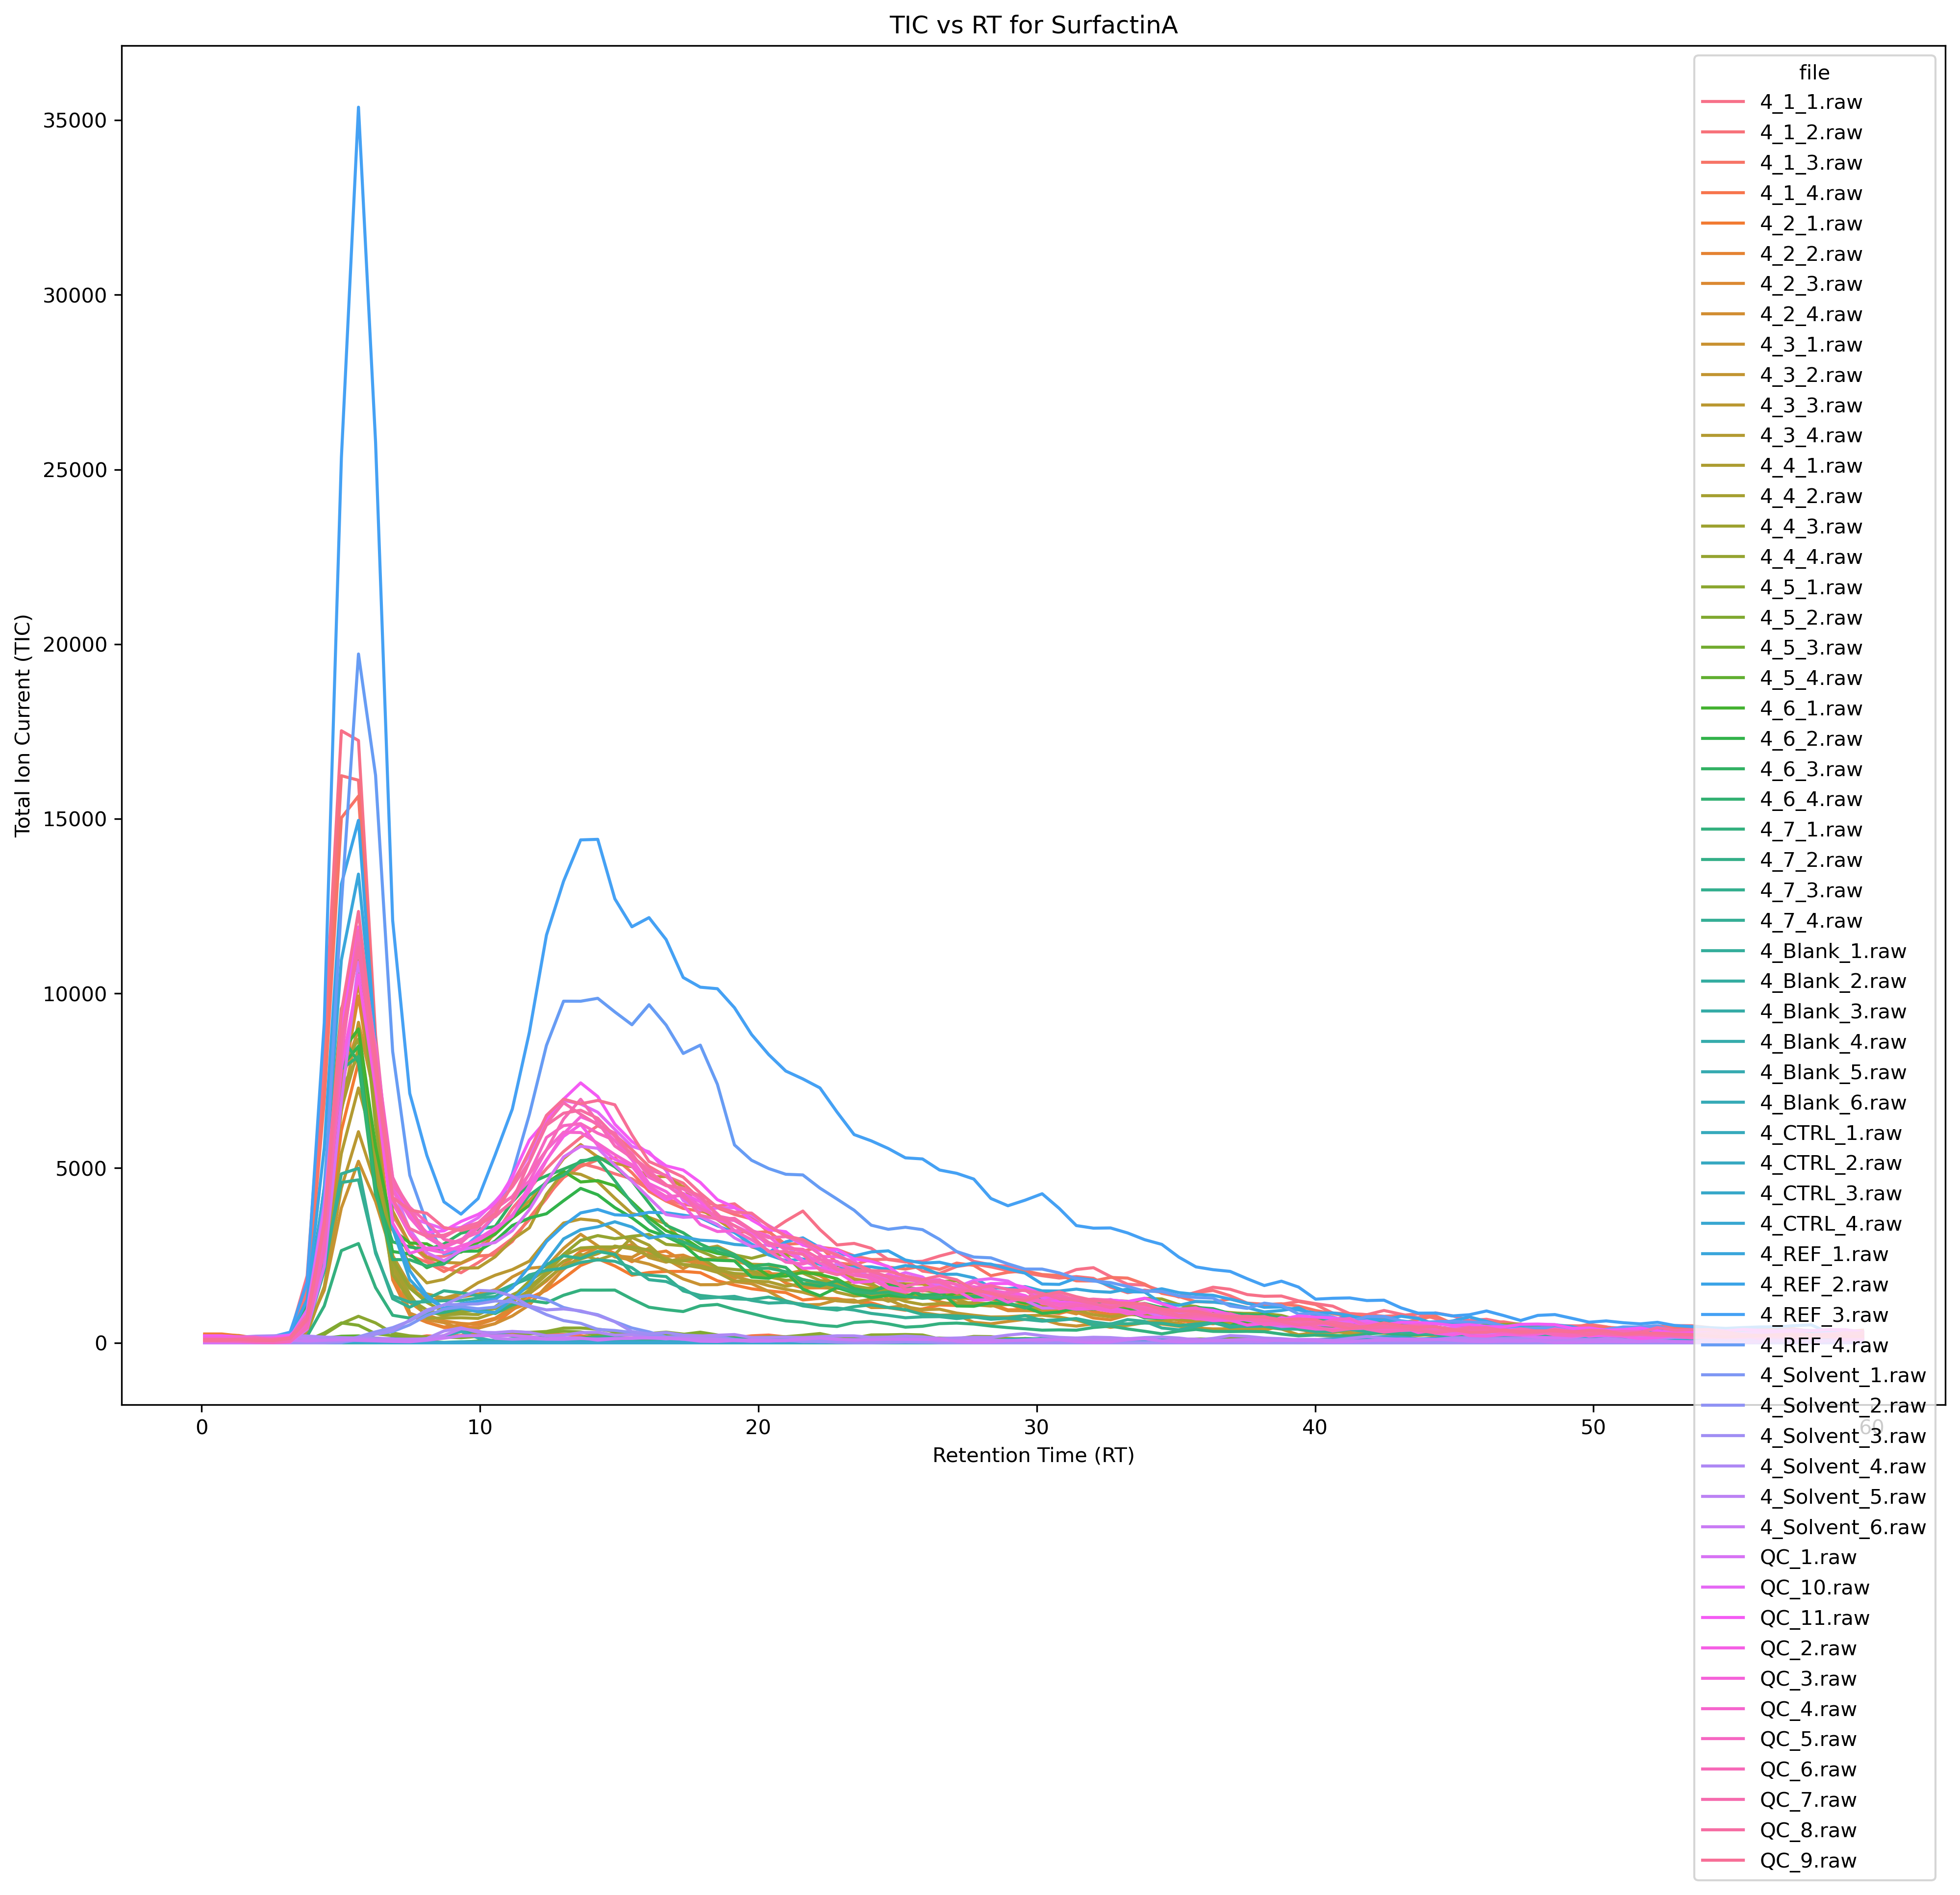 TIC vs RT for SurfactinA
Total Ion Current (TIC)
35000
30000
25000
20000
15000
10000
5000
0
0 10 20 30 40 50 60
Retention Time (RT)
file
4_1_1.raw
4_1_2.raw
4_1_3.raw
4_1_4.raw
4_2_1.raw
4_2_2.raw
4_2_3.raw
4_2_4.raw
4_3_1.raw
4_3_2.raw
4_3_3.raw
4_3_4.raw
4_4_1.raw
4_4_2.raw
4_4_3.raw
4_4_4.raw
4_5_1.raw
4_5_2.raw
4_5_3.raw
4_5_4.raw
4_6_1.raw
4_6_2.raw
4_6_3.raw
4_6_4.raw
4_7_1.raw
4_7_2.raw
4_7_3.raw
4_7_4.raw
4_Blank_1.raw
4_Blank_2.raw
4_Blank_3.raw
4_Blank_4.raw
4_Blank_5.raw
4_Blank_6.raw
4_CTRL_1.raw
4_CTRL_2.raw
4_CTRL_3.raw
4_CTRL_4.raw
4_REF_1.raw
4_REF_2.raw
4_REF_3.raw
4_REF_4.raw
4_Solvent_1.raw
4_Solvent_2.raw
4_Solvent_3.raw
4_Solvent_4.raw
4_Solvent_5.raw
4_Solvent_6.raw
QC_1.raw
QC_10.raw
QC_11.raw
QC_2.raw
QC_3.raw
QC_4.raw
QC_5.raw
QC_6.raw
QC_7.raw
QC_8.raw
QC_9.raw